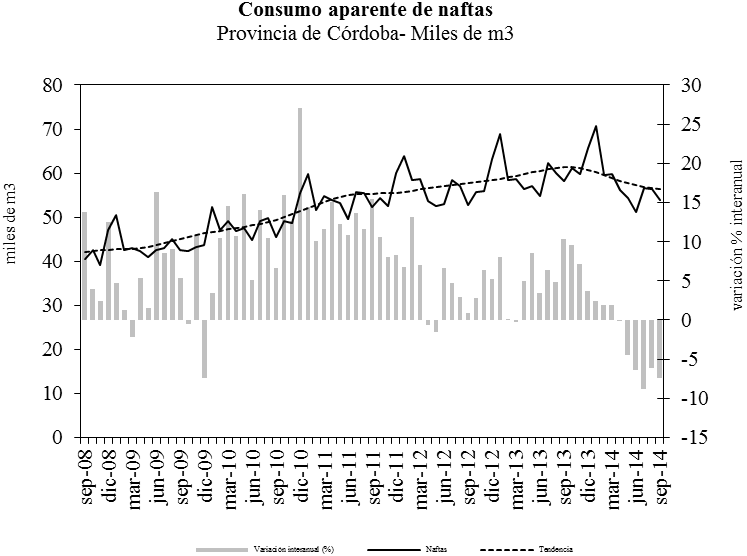 Consumo aparente de naftas
Provincia de Córdoba- Miles de m3
80
70
60
50
40
30
20
10
0
miles de m3
30
25
20
15
10
5
0
-5
-10
-15
variación % interanual
sep-08
dic-08
mar-09
jun-09
sep-09
dic-09
mar-10
jun-10
sep-10
dic-10
mar-11
jun-11
sep-11
dic-11
mar-12
jun-12
sep-12
dic-12
mar-13
jun-13
sep-13
dic-13
mar-14
jun-14
sep-14
Variación interanual (%)
Naftas
Tendencia